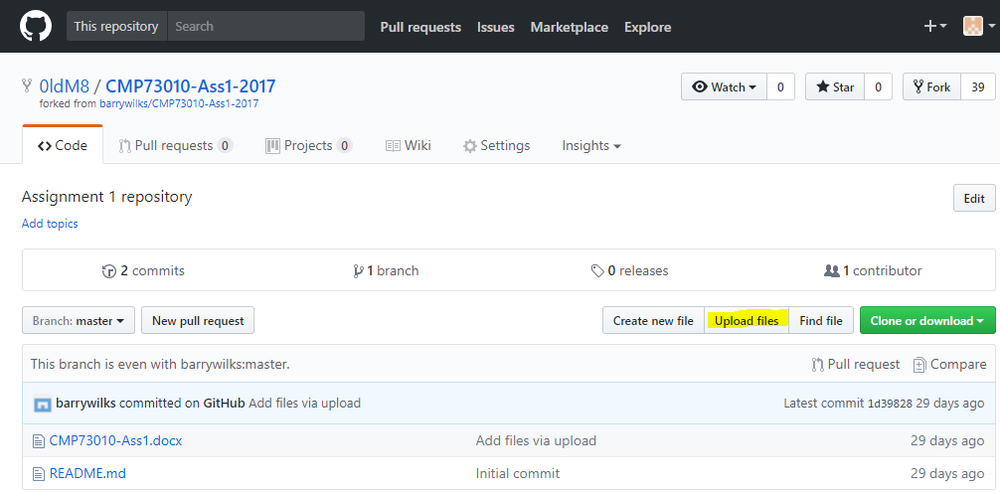 This repository Search Pull requests Issues Marketplace Explore
0ldM8 / CMP73010-Ass1-2017
forked from barrywilks/CMP73010-Ass1-2017
Watch 0 Star 0 Fork 39
Code Pull requests 0 Projects 0 Wiki Settings Insights
Assignment 1 repository
Edit
Add topics
2 commits 1 branch 0 releases 1 contributor
Branch: master New pull request Create new file Upload files Find file Clone or download
This branch is even with barrywilks:master. Pull request Compare
barrywilks committed on GitHub Add files via upload Latest commit 1d39828 29 days ago
CMP73010-Ass1.docx Add files via upload 29 days ago
README.md Initial commit 29 days ago